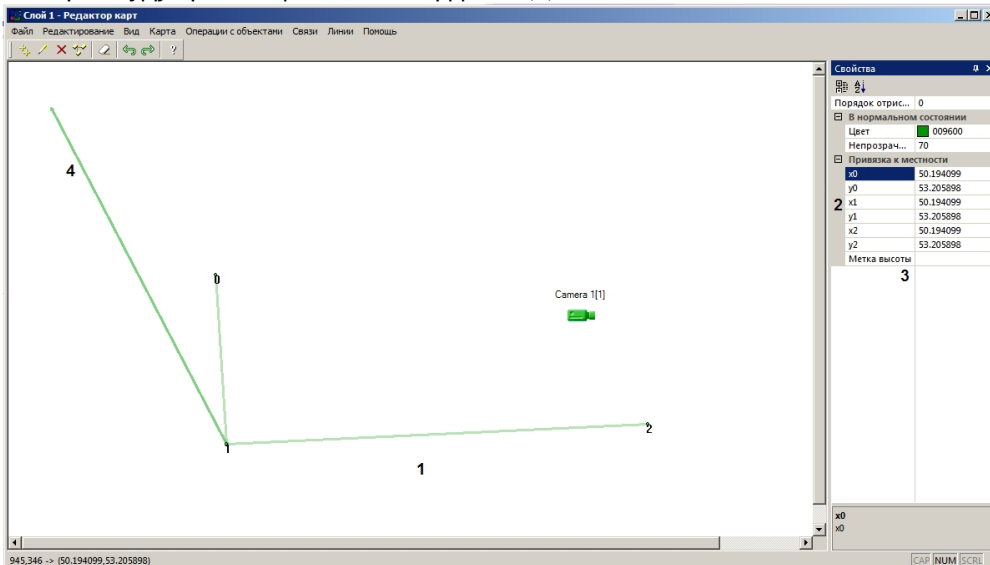 Слой 1 - Редактор карт
Файл Редактирование Вид Карта Операции с объектами Связи Линии Помощь
Свойства
Порядок отрис... 0
В нормальном состоянии
Цвет 009600
Непрозрач... 70
Привязка к местности
x0 50.194099
y0 53.205898
2 x1 50.194099
y1 53.205898
x2 50.194099
y2 53.205898
Метка высоты
3
4
0
Camera 1[1]
2
1
1
x0
x0
945,346 -> (50.194099,53.205898)
CAP NUM SCRL